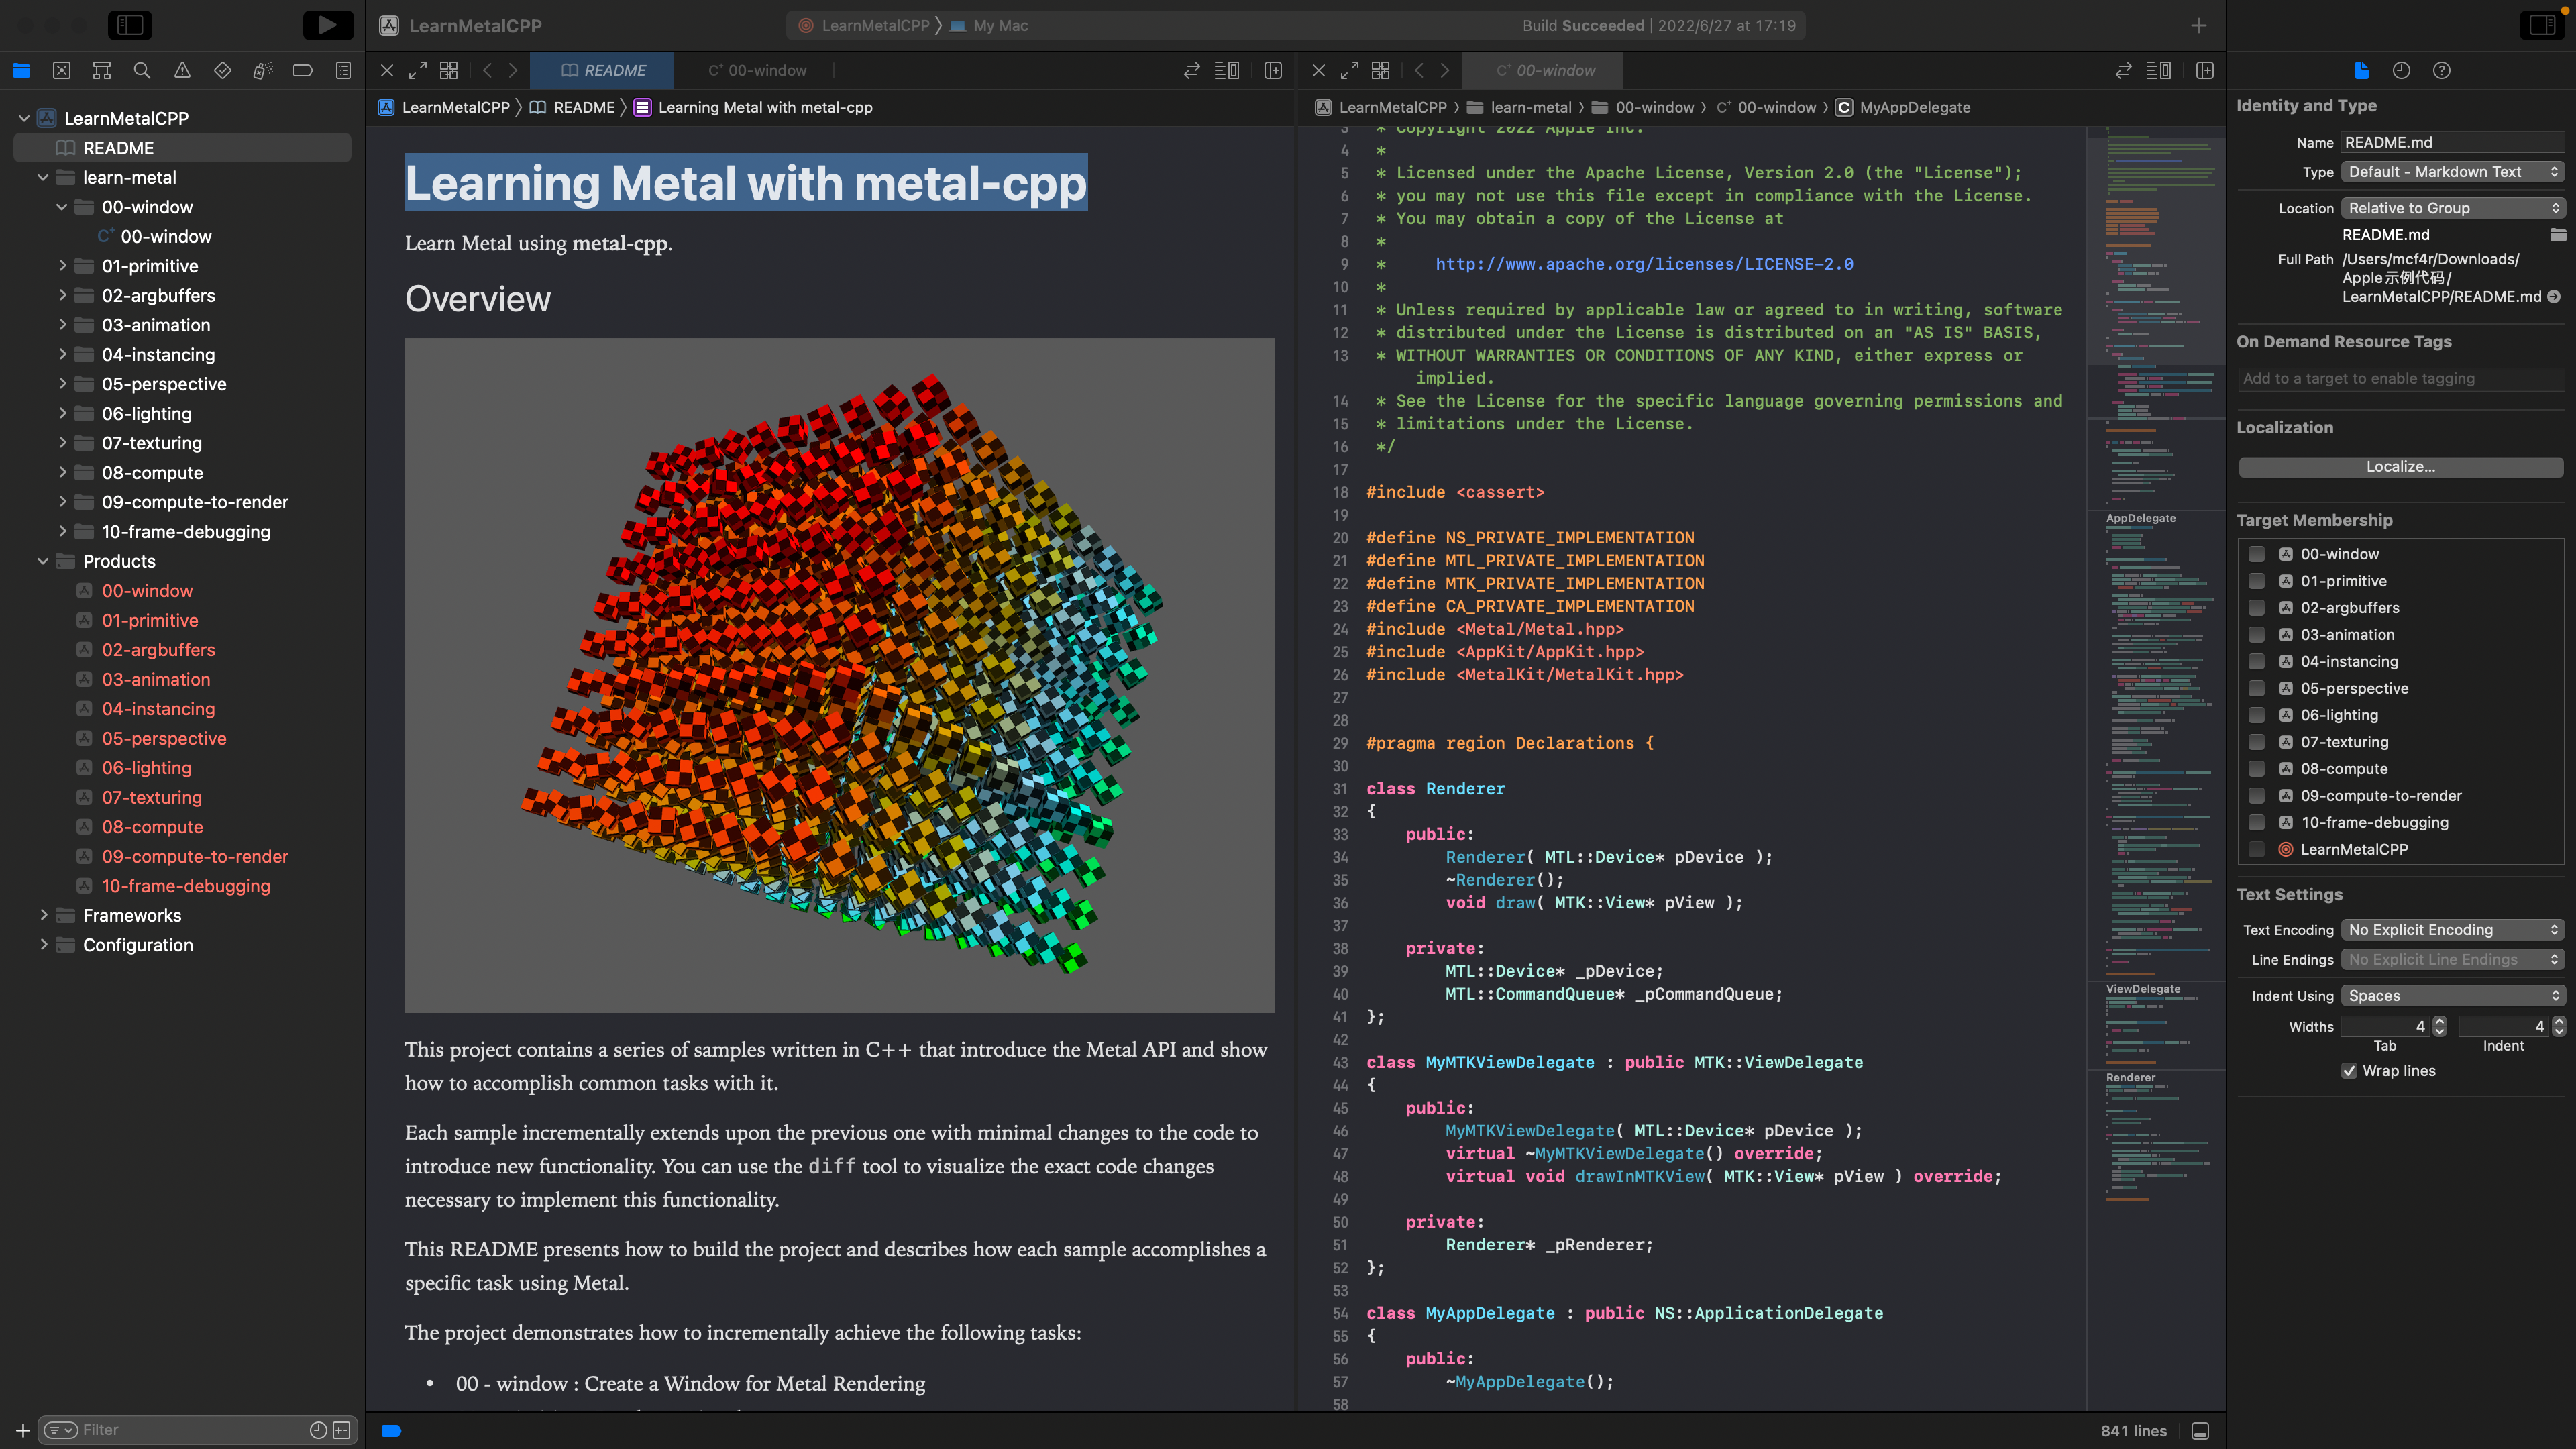 LearnMetalCPP
LearnMetalCPP
My Mac
Build Succeeded | 2022/6/27 at 17:19
LearnMetalCPP
README
learn-metal
00-window
00-window
01-primitive
02-argbuffers
03-animation
04-instancing
05-perspective
06-lighting
07-texturing
08-compute
09-compute-to-render
10-frame-debugging
Products
00-window
01-primitive
02-argbuffers
03-animation
04-instancing
05-perspective
06-lighting
07-texturing
08-compute
09-compute-to-render
10-frame-debugging
Frameworks
Configuration
Filter
README
00-window
LearnMetalCPP
README
Learning Metal with metal-cpp
Learning Metal with metal-cpp
Learn Metal using metal-cpp.
Overview
This project contains a series of samples written in C++ that introduce the Metal API and show
how to accomplish common tasks with it.
Each sample incrementally extends upon the previous one with minimal changes to the code to
introduce new functionality. You can use the diff tool to visualize the exact code changes
necessary to implement this functionality.
This README presents how to build the project and describes how each sample accomplishes a
specific task using Metal.
The project demonstrates how to incrementally achieve the following tasks:
• 00 - window : Create a Window for Metal Rendering
00-window
LearnMetalCPP
learn-metal
00-window
00-window
MyAppDelegate
3 * Copyright 2022 Apple Inc.
4 *
5 * Licensed under the Apache License, Version 2.0 (the "License");
6 * you may not use this file except in compliance with the License.
7 * You may obtain a copy of the License at
8 *
9 * http://www.apache.org/licenses/LICENSE-2.0
10 *
11 * Unless required by applicable law or agreed to in writing, software
12 * distributed under the License is distributed on an "AS IS" BASIS,
13 * WITHOUT WARRANTIES OR CONDITIONS OF ANY KIND, either express or
implied.
14 * See the License for the specific language governing permissions and
15 * limitations under the License.
16 */
17
18 #include <cassert>
19
20 #define NS_PRIVATE_IMPLEMENTATION
21 #define MTL_PRIVATE_IMPLEMENTATION
22 #define MTK_PRIVATE_IMPLEMENTATION
23 #define CA_PRIVATE_IMPLEMENTATION
24 #include <Metal/Metal.hpp>
25 #include <AppKit/AppKit.hpp>
26 #include <MetalKit/MetalKit.hpp>
27
28
29 #pragma region Declarations {
30
31 class Renderer
32 {
33 public:
34 Renderer( MTL::Device* pDevice );
35 ~Renderer();
36 void draw( MTK::View* pView );
37
38 private:
39 MTL::Device* _pDevice;
40 MTL::CommandQueue* _pCommandQueue;
41 };
42
43 class MyMTKViewDelegate : public MTK::ViewDelegate
44 {
45 public:
46 MyMTKViewDelegate( MTL::Device* pDevice );
47 virtual ~MyMTKViewDelegate() override;
48 virtual void drawInMTKView( MTK::View* pView ) override;
49
50 private:
51 Renderer* _pRenderer;
52 };
53
54 class MyAppDelegate : public NS::ApplicationDelegate
55 {
56 public:
57 ~MyAppDelegate();
58
AppDelegate
ViewDelegate
Renderer
841 lines
Identity and Type
Name README.md
Type Default - Markdown Text
Location Relative to Group
README.md
Full Path /Users/mcf4r/Downloads/
Apple示例代码/
LearnMetalCPP/README.md
On Demand Resource Tags
Add to a target to enable tagging
Localization
Localize...
Target Membership
00-window
01-primitive
02-argbuffers
03-animation
04-instancing
05-perspective
06-lighting
07-texturing
08-compute
09-compute-to-render
10-frame-debugging
LearnMetalCPP
Text Settings
Text Encoding No Explicit Encoding
Line Endings No Explicit Line Endings
Indent Using Spaces
Widths 4 4
Tab Indent
Wrap lines